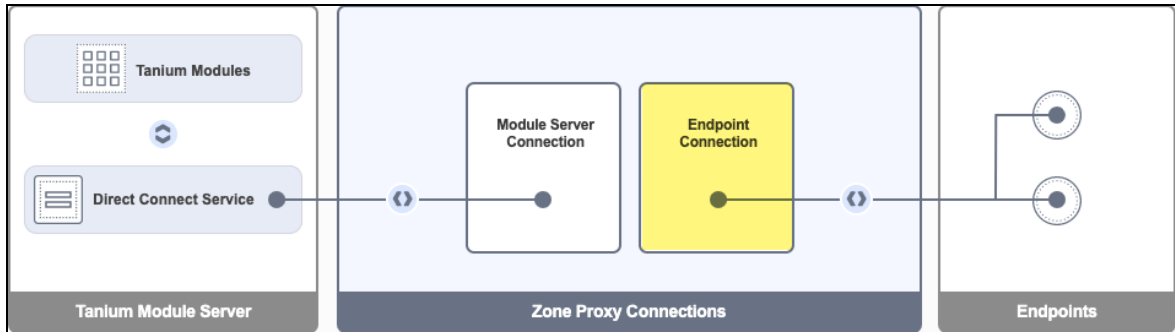 Tanium Modules
Direct Connect Service
Tanium Module Server
Module Server
Connection
Endpoint
Connection
Zone Proxy Connections
Endpoints